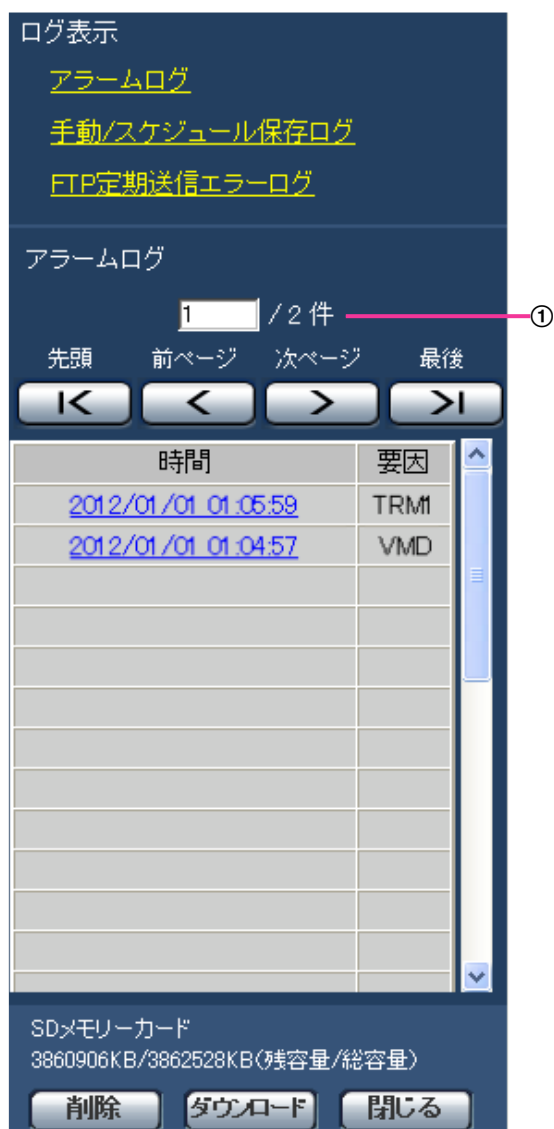 ログ表示
アラームログ
手動/スケジュール保存ログ
FTP定期送信エラーログ
アラームログ
1 / 2 件 ①
先頭 前ページ 次ページ 最後
時間 要因
2012/01/01 01:05:59 TRM1
2012/01/01 01:04:57 VMD
SDメモリーカード
3860906KB/3862528KB(残容量/総容量)
削除 ダウンロード 閉じる